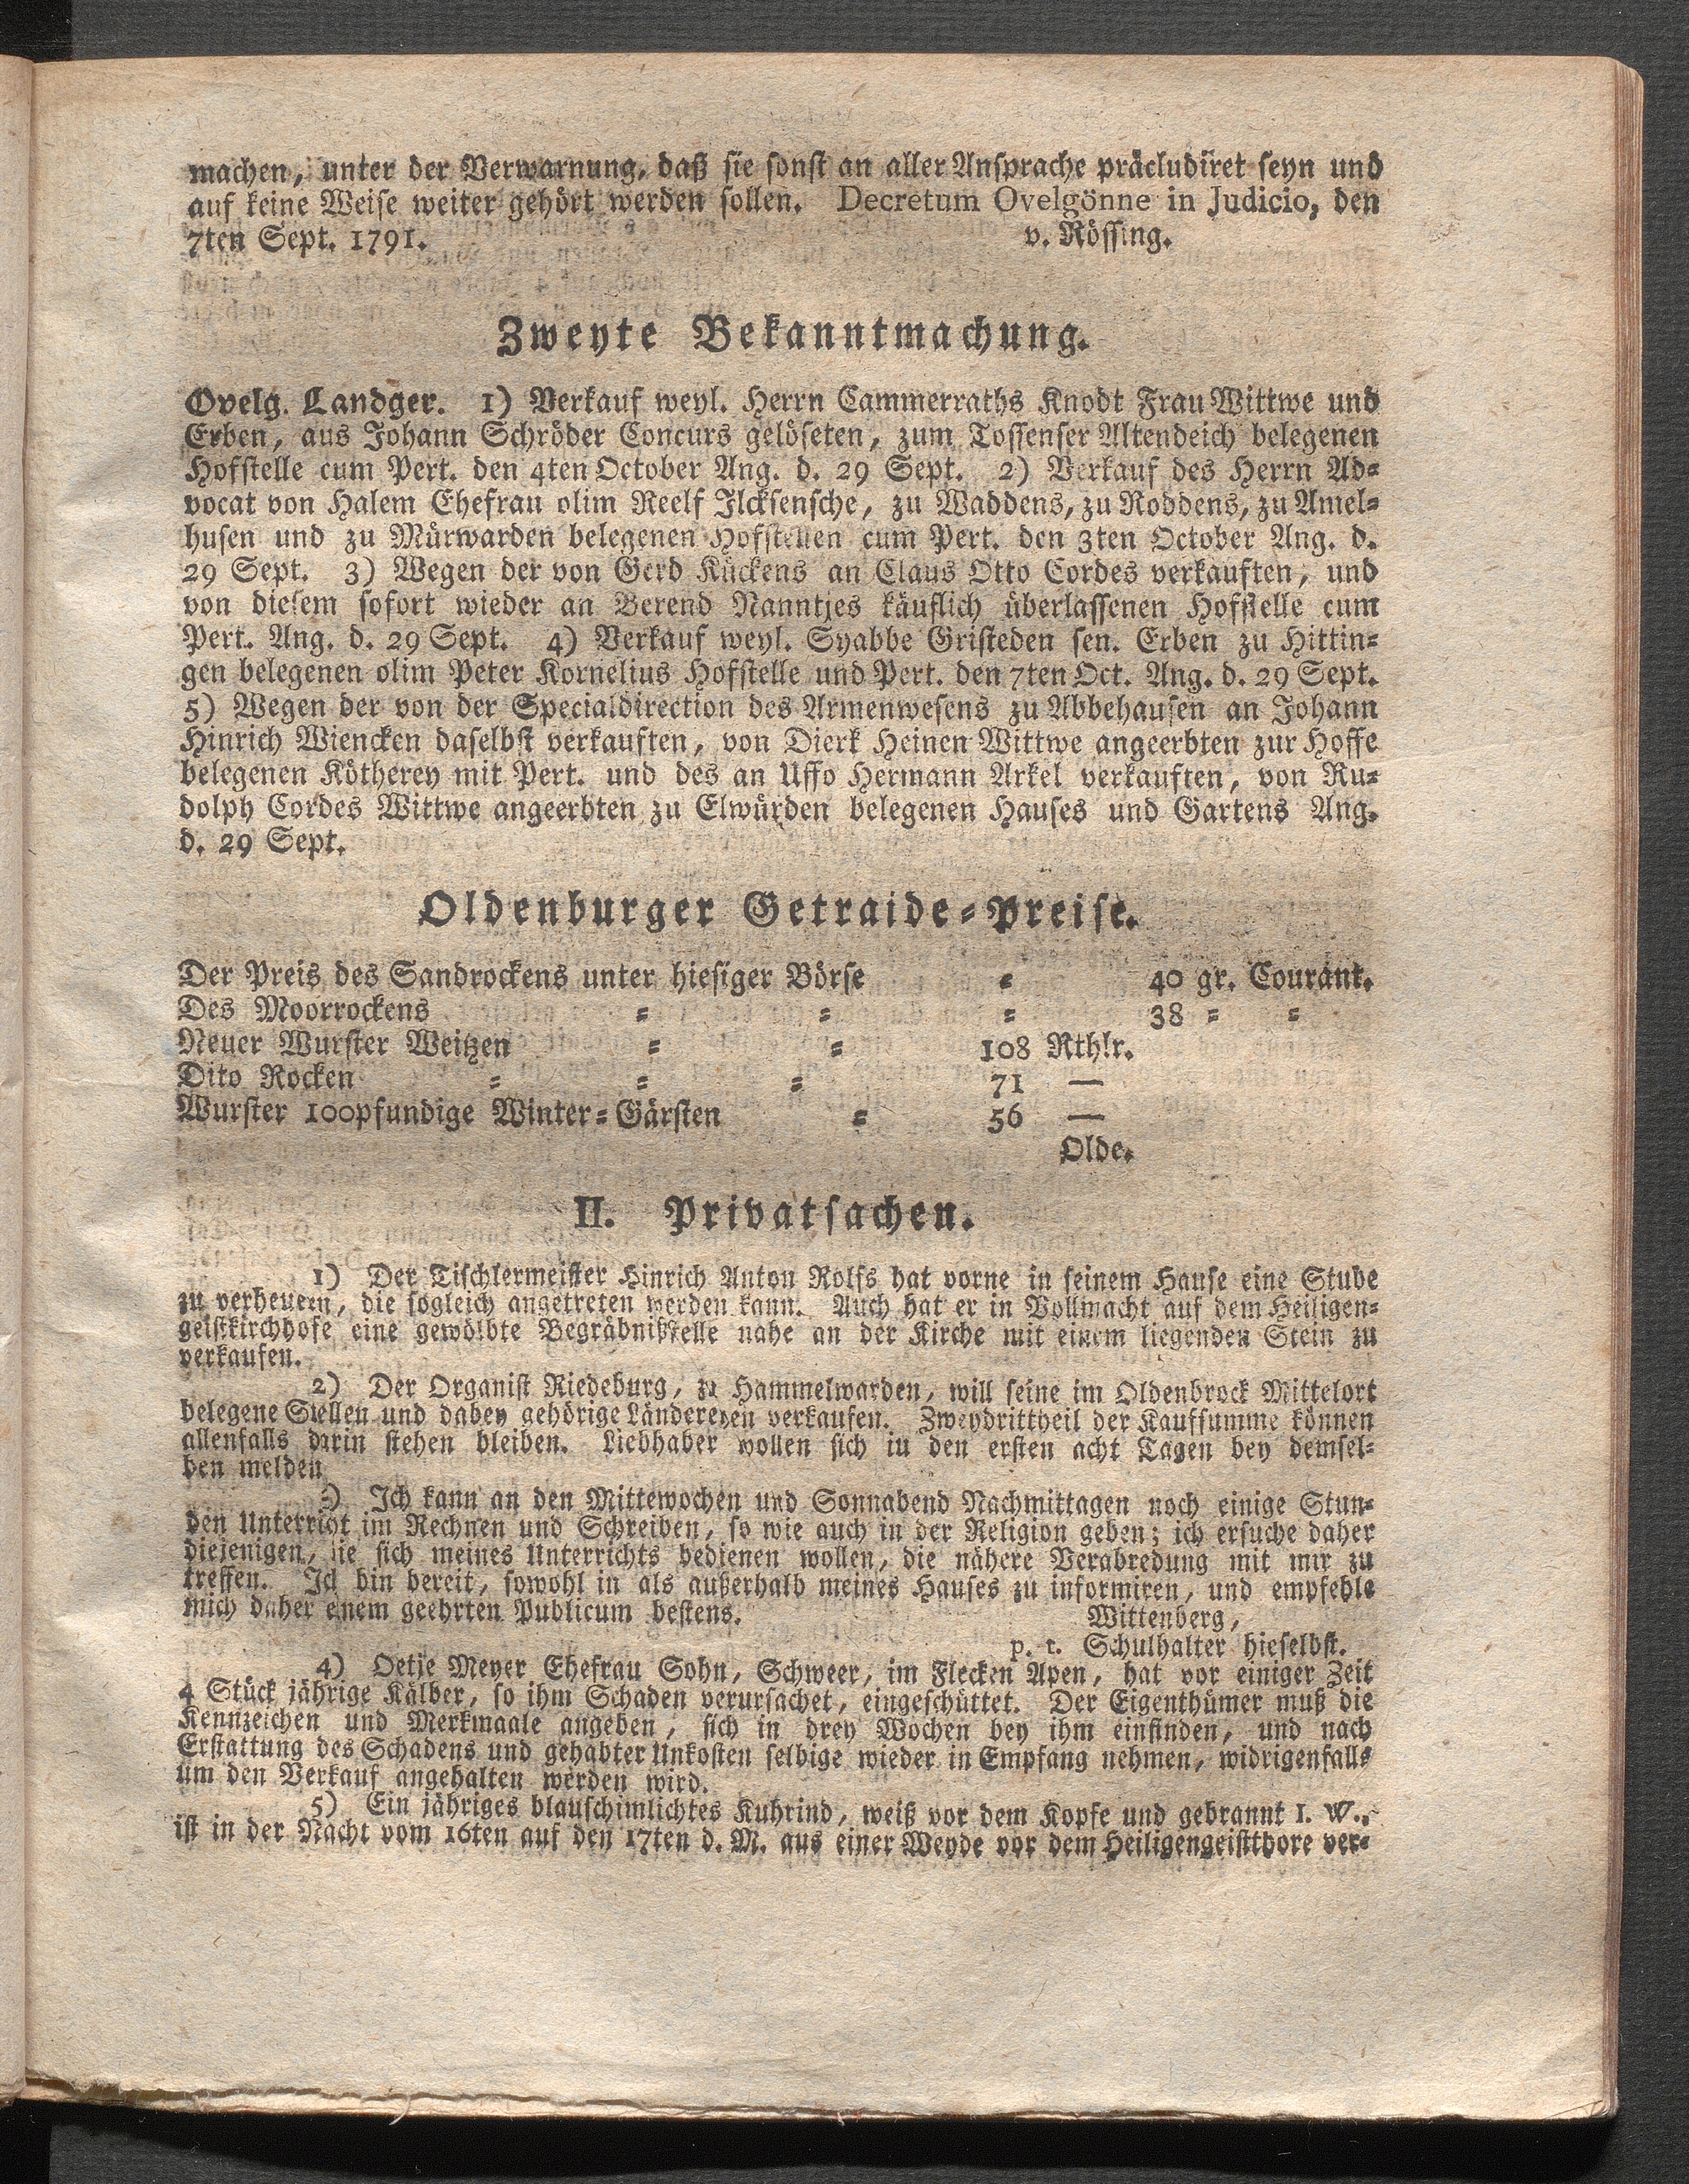 machen, unter der Verwarnung, daß sie sonst an aller Ansprache präcludiret seyn und
auf keine Weise weiter gehört werden sollen. Decretum Ovelgönne in Judicio, den
7ten Sept. 1791. v. Rössing.
Zweyte Bekanntmachung.
Ovelg. Landger. 1) Verkauf weyl. Herrn Cammerraths Knodt Frau Wittwe und
Erben, aus Johann Schröder Concurs gelöseten, zum Tossenser Altendeich belegenen
Hofstelle cum Pert. den 4ten October Ang. d. 29 Sept. 2) Verkauf des Herrn Ad=
vocat von Halem Ehefrau olim Reelf Ilcksensche, zu Waddens, zu Roddens, zu Amel=
husen und zu Mürwarden belegenen Hofstellen cum Pert. den 3ten October Ang. d.
29 Sept. 3) Wegen der von Gerd Kückens an Claus Otto Cordes verkauften, und
von diesem sofort wieder an Berend Nanntjes käuflich überlassenen Hofstelle cum
Pert. Ang. d. 29 Sept. 4) Verkauf weyl. Syabbe Gristeden sen. Erben zu Hittin=
gen belegenen olim Peter Kornelius Hofstelle und Pert. den 7ten Oct. Ang. d. 29 Sept.
5) Wegen der von der Specialdirection des Armenwesens zu Abbehausen an Johann
Hinrich Wiencken daselbst verkauften, von Dierk Heinen Wittwe angeerbten zur Hoffe
belegenen Kötherey mit Pert. und des an Uffo Hermann Arkel verkauften, von Ru=
dolph Cordes Wittwe angeerbten zu Elwürden belegenen Hauses und Gartens Ang.
d. 29 Sept.
Oldenburger Getraide=Preise.
Der Preis des Sandrockens unter hiesiger Börse = 40 gr. Courant.
Des Moorrockens = = = 38 = =
Neuer Wurster Weitzen = = 108 Rthlr.
Dito Rocken = = = 71 —
Wurster 100pfundige Winter=Gärsten = 56 —
Olde.
II. Privatsachen.
1) Der Tischlermeister Hinrich Anton Rolfs hat vorne in seinem Hause eine Stube
zu verheuern, die sogleich angetreten werden kann. Auch hat er in Vollmacht auf dem Heiligen=
geistkirchhofe eine gewölbte Begräbnißstelle nahe an der Kirche mit einem liegenden Stein zu
verkaufen.
2) Der Organist Riedeburg, zu Hammelwarden, will seine im Oldenbrock Mittelort
belegene Stellen und dabey gehörige Ländereyen verkaufen. Zweydrittheil der Kaufsumme können
allenfalls darin stehen bleiben. Liebhaber wollen sich in den ersten acht Tagen bey demsel=
ben melden
3) Ich kann an den Mittewochen und Sonnabend Nachmittagen noch einige Stun=
den Unterricht im Rechnen und Schreiben, so wie auch in der Religion geben; ich ersuche daher
diejenigen, die sich meines Unterrichts bedienen wollen, die nähere Verabredung mit mir zu
treffen. Ich bin bereit, sowohl in als außerhalb meines Hauses zu informiren, und empfehle
mich daher einem geehrten Publicum bestens. Wittenberg,
p. t. Schulhalter hieselbst.
4) Oetje Meyer Ehefrau Sohn, Schweer, im Flecken Apen, hat vor einiger Zeit
4 Stück jährige Kälber, so ihm Schaden verursachet, eingeschüttet. Der Eigenthümer muß die
Kennzeichen und Merkmaale angeben, sich in drey Wochen bey ihm einfinden, und nach
Erstattung des Schadens und gehabter Unkosten selbige wieder in Empfang nehmen, widrigenfalls
um den Verkauf angehalten werden wird.
5) Ein jähriges blauschimlichtes Kuhrind, weiß vor dem Kopfe und gebrannt I. W.,
ist in der Nacht vom 16ten auf den 17ten d. M. aus einer Weyde vor dem Heiligengeistthore ver=